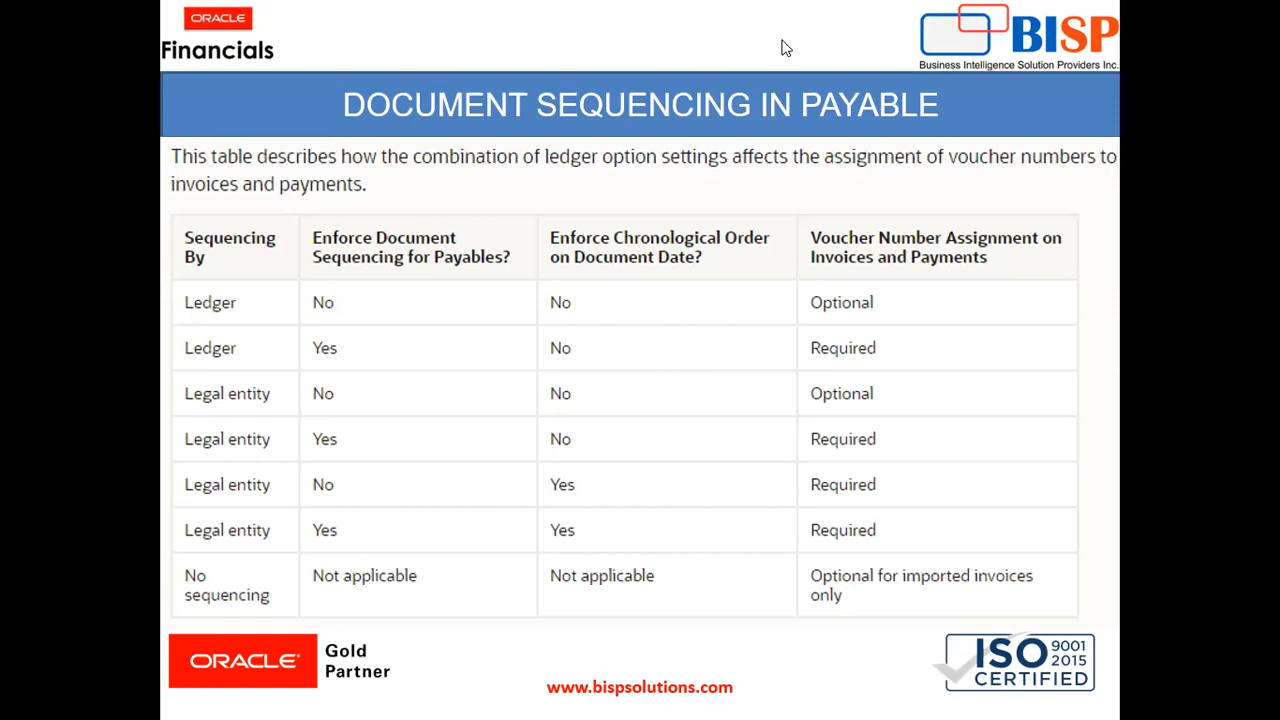 ORACLE
Financials
BISP
Business Intelligence Solution Providers Inc.
DOCUMENT SEQUENCING IN PAYABLE
This table describes how the combination of ledger option settings affects the assignment of voucher numbers to
invoices and payments.
Sequencing By | Enforce Document Sequencing for Payables? | Enforce Chronological Order on Document Date? | Voucher Number Assignment on Invoices and Payments
Ledger | No | No | Optional
Ledger | Yes | No | Required
Legal entity | No | No | Optional
Legal entity | Yes | No | Required
Legal entity | No | Yes | Required
Legal entity | Yes | Yes | Required
No sequencing | Not applicable | Not applicable | Optional for imported invoices only
ORACLE®
Gold
Partner
www.bispsolutions.com
ISO 9001
2015
CERTIFIED